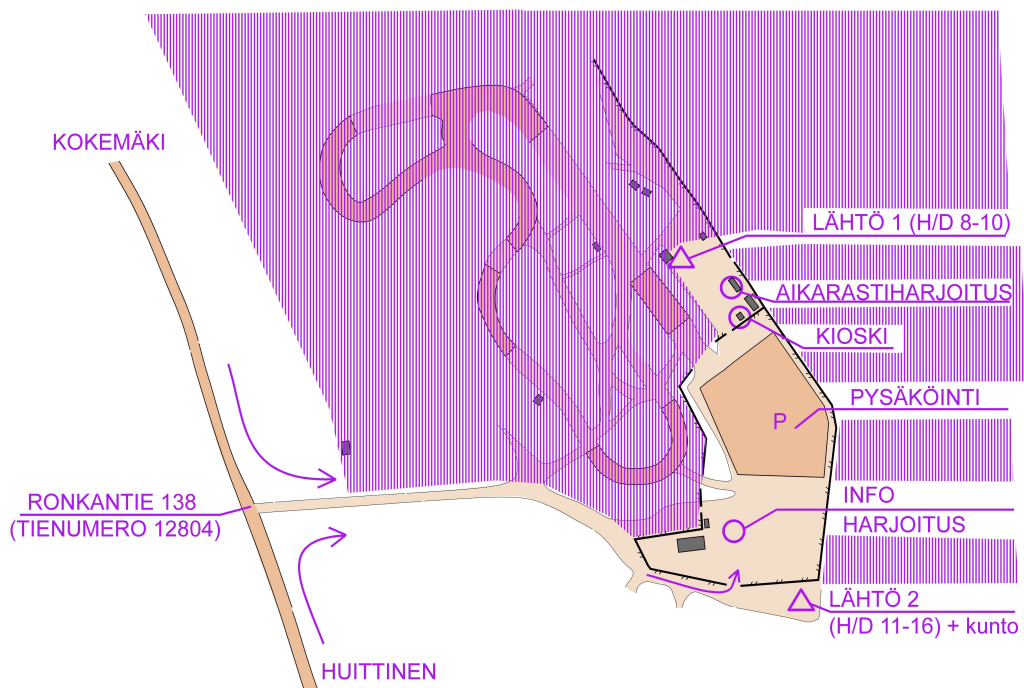 KOKEMÄKI
LÄHTÖ 1 (H/D 8-10)
AIKARASTIHARJOITUS
KIOSKI
PYSÄKÖINTI
P
RONKANTIE 138
(TIENUMERO 12804)
INFO
HARJOITUS
LÄHTÖ 2
(H/D 11-16) + kunto
HUITTINEN